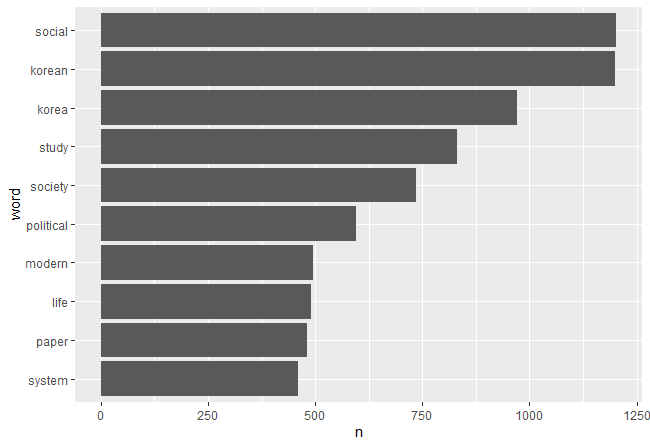 social
korean
korea
study
society
political
modern
life
paper
system
word
0 250 500 750 1000 1250
n